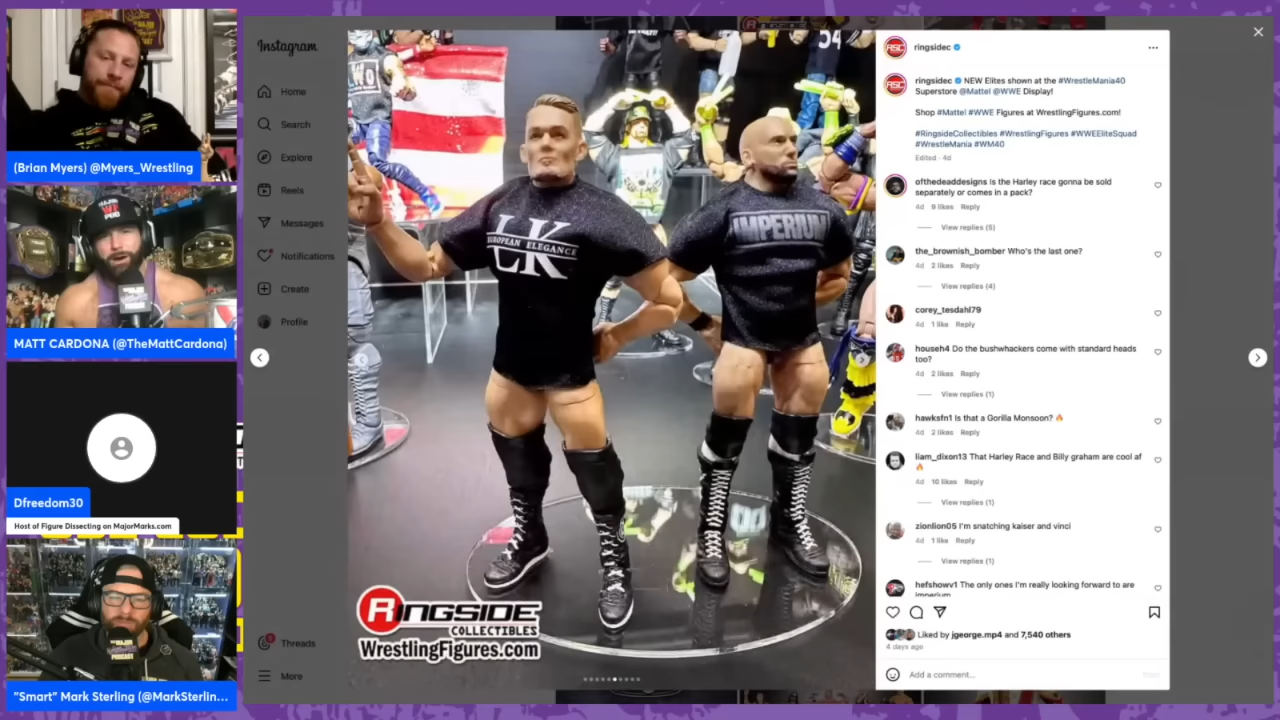 (Brian Myers) @Myers_Wrestling
MATT CARDONA (@TheMattCardona)
Dfreedom30
Host of Figure Dissecting on MajorMarks.com
"Smart" Mark Sterling (@MarkSterlin...
Instagram
Home
Search
Explore
Reels
Messages
Notifications
Create
Profile
Threads
More
54
EUROPEAN ELEGANCE
LK
IMPERIUM
RINGSIDE
COLLECTIBLES
WrestlingFigures.com
RSC
ringsidec
ringsidec NEW Elites shown at the #WrestleMania40
Superstore @Mattel @WWE Display!
Shop #Mattel #WWE Figures at WrestlingFigures.com!
#RingsideCollectibles #WrestlingFigures #WWEEliteSquad
#WrestleMania #WM40
Edited · 4d
ofthedeaddesigns Is the Harley race gonna be sold
separately or comes in a pack?
4d 9 likes Reply
View replies (5)
the_brownish_bomber Who's the last one?
4d 2 likes Reply
View replies (4)
corey_tesdahl79
4d 1 like Reply
househ4 Do the bushwhackers come with standard heads
too?
4d 2 likes Reply
View replies (1)
hawksfn1 Is that a Gorilla Monsoon? 🔥
4d 2 likes Reply
liam_dixon13 That Harley Race and Billy graham are cool af
🔥
4d 10 likes Reply
View replies (1)
zionlion05 I'm snatching kaiser and vinci
4d 1 like Reply
View replies (1)
hefshowv1 The only ones I'm really looking forward to are
Imperium
Liked by jgeorge.mp4 and 7,540 others
4 days ago
Add a comment...
Post